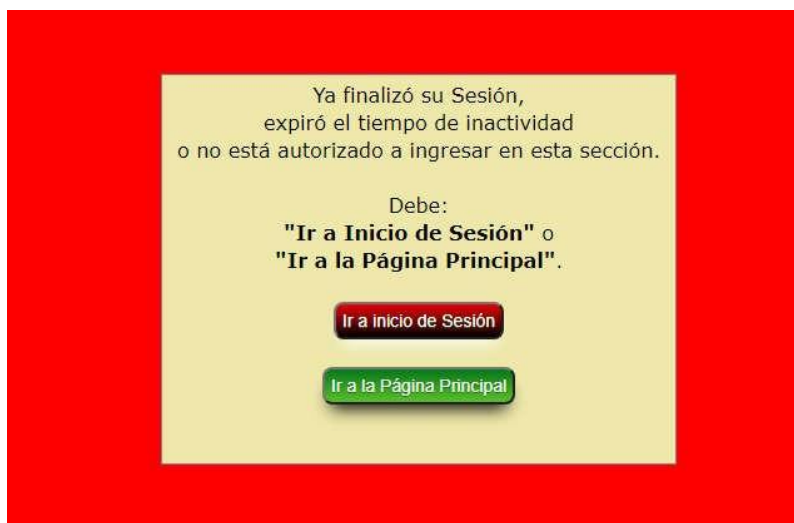 Ya finalizó su Sesión,
expiró el tiempo de inactividad
o no está autorizado a ingresar en esta sección.
Debe:
"Ir a Inicio de Sesión" o
"Ir a la Página Principal".
Ir a inicio de Sesión
Ir a la Página Principal